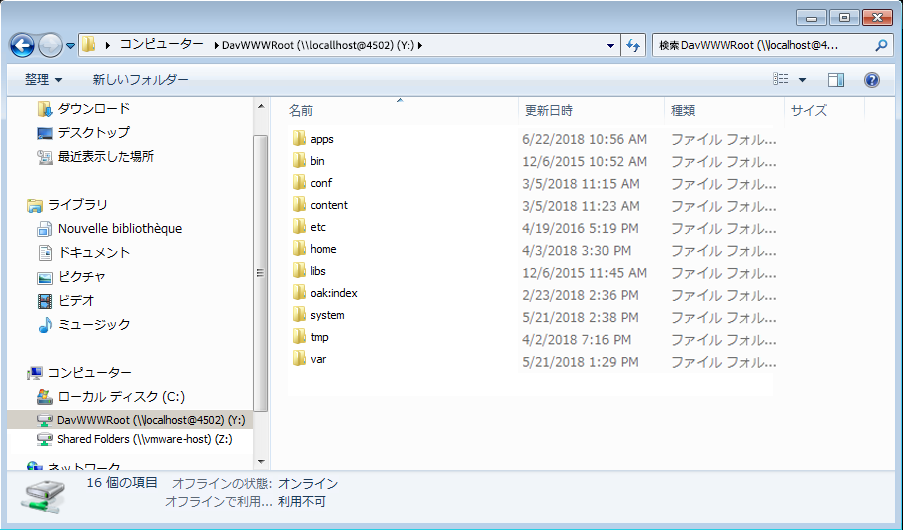 コンピューター DavWWWRoot (\\locallhost@4502) (Y:)
検索DavWWWRoot (\\localhost@4...
整理 新しいフォルダー
ダウンロード
デスクトップ
最近表示した場所
ライブラリ
Nouvelle bibliothèque
ドキュメント
ピクチャ
ビデオ
ミュージック
コンピューター
ローカル ディスク (C:)
DavWWWRoot (\\localhost@4502) (Y:)
Shared Folders (\\vmware-host) (Z:)
ネットワーク
名前 更新日時 種類 サイズ
apps 6/22/2018 10:56 AM ファイル フォル...
bin 12/6/2015 10:52 AM ファイル フォル...
conf 3/5/2018 11:15 AM ファイル フォル...
content 3/5/2018 11:23 AM ファイル フォル...
etc 4/19/2016 5:19 PM ファイル フォル...
home 4/3/2018 3:30 PM ファイル フォル...
libs 12/6/2015 11:45 AM ファイル フォル...
oak:index 2/23/2018 2:36 PM ファイル フォル...
system 5/21/2018 2:38 PM ファイル フォル...
tmp 4/2/2018 7:16 PM ファイル フォル...
var 5/21/2018 1:29 PM ファイル フォル...
16 個の項目 オフラインの状態: オンライン
オフラインで利用... 利用不可